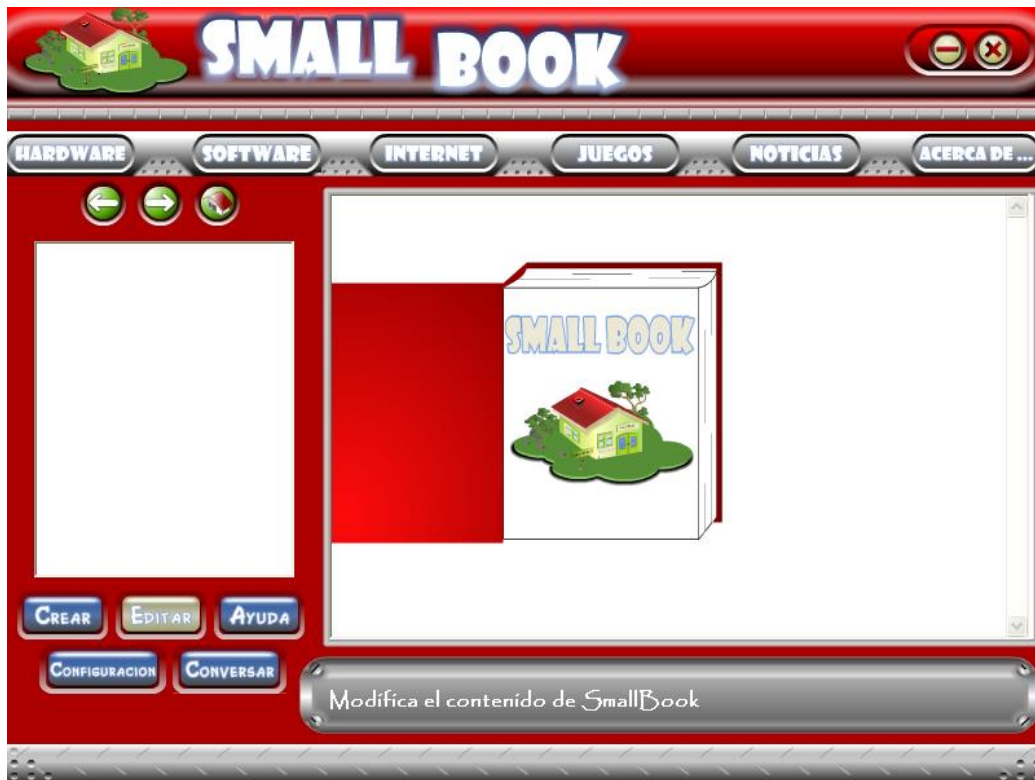 SMALL BOOK
HARDWARE SOFTWARE INTERNET JUEGOS NOTICIAS ACERCA DE ...
SMALL BOOK
CREAR EDITAR AYUDA
CONFIGURACION CONVERSAR
Modifica el contenido de SmallBook